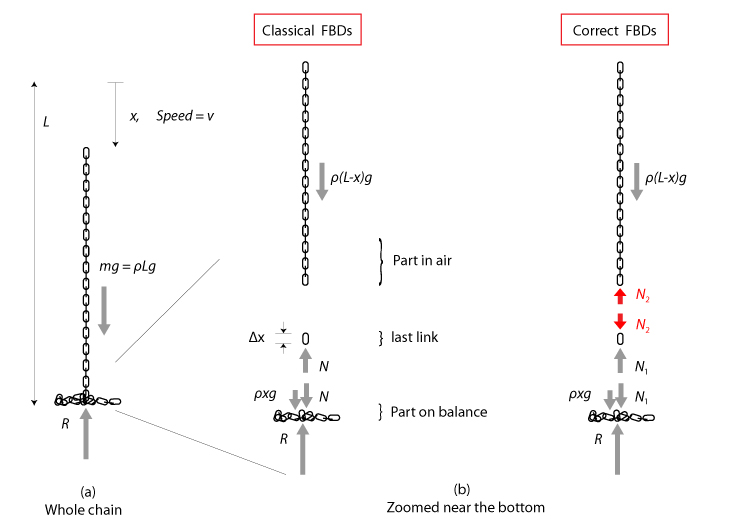 Classical FBDs
Correct FBDs
L
x, Speed = v
mg = ρLg
R
(a)
Whole chain
ρ(L-x)g
Part in air
Δx
last link
N
ρxg
N
Part on balance
R
(b)
Zoomed near the bottom
ρ(L-x)g
N₂
N₂
N₁
ρxg
N₁
R